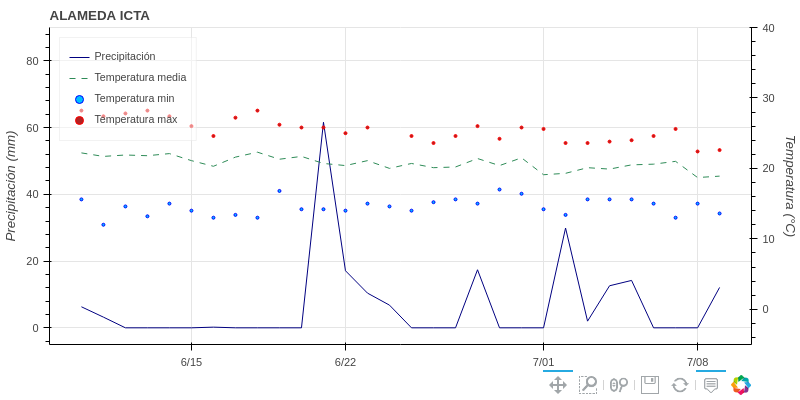 ALAMEDA ICTA
Precipitación
Temperatura media
Temperatura min
Temperatura máx
Precipitación (mm)
80
60
40
20
0
Temperatura (°C)
40
30
20
10
0
6/15
6/22
7/01
7/08